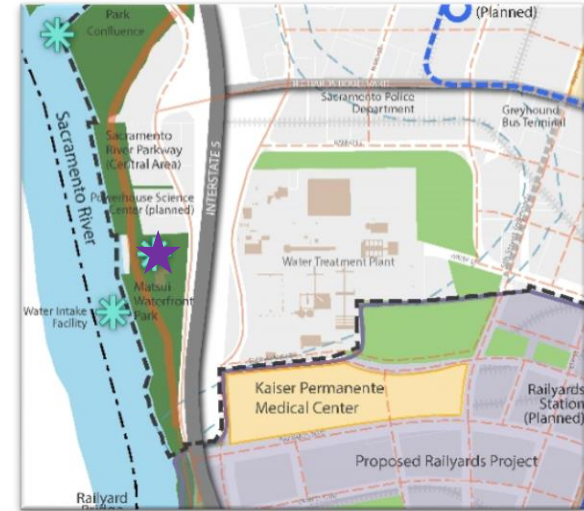 Park
Confluence
(Planned)
Sacramento Police
Department
Greyhound
Bus Terminal
Sacramento
River Parkway
(Central Area)
Sacramento River
INTERSTATE 5
Powerhouse Science
Center (planned)
Water Treatment Plant
Matsui
Waterfront
Park
Water Intake
Facility
Kaiser Permanente
Medical Center
Railyards
Station
(Planned)
Proposed Railyards Project
Railyard